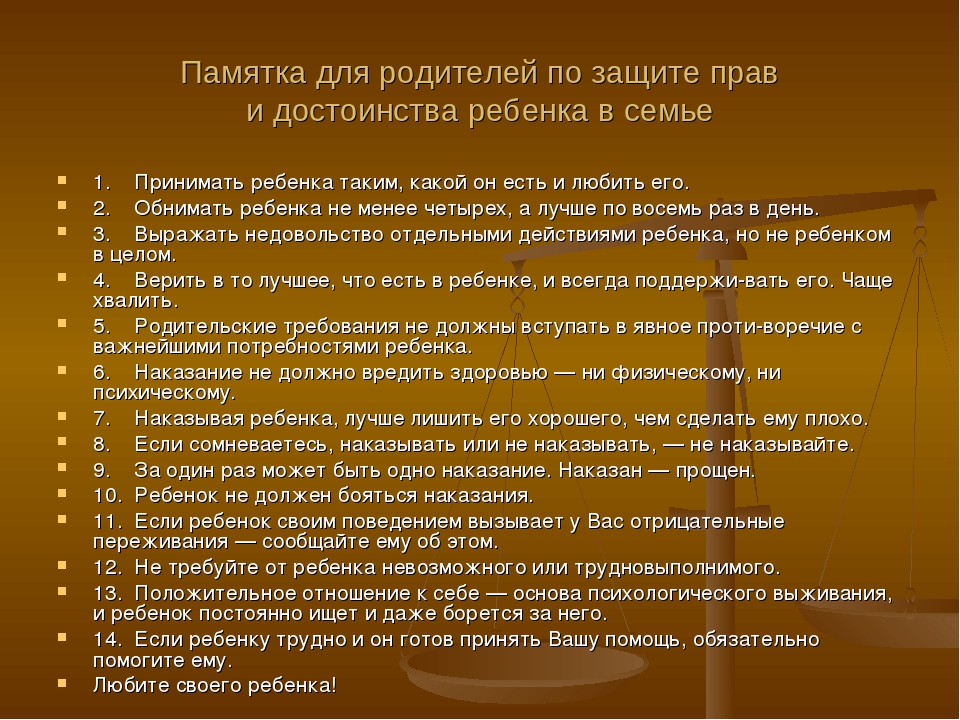 Памятка для родителей по защите прав
и достоинства ребенка в семье
1. Принимать ребенка таким, какой он есть и любить его.
2. Обнимать ребенка не менее четырех, а лучше по восемь раз в день.
3. Выражать недовольство отдельными действиями ребенка, но не ребенком
в целом.
4. Верить в то лучшее, что есть в ребенке, и всегда поддержи-вать его. Чаще
хвалить.
5. Родительские требования не должны вступать в явное проти-воречие с
важнейшими потребностями ребенка.
6. Наказание не должно вредить здоровью — ни физическому, ни
психическому.
7. Наказывая ребенка, лучше лишить его хорошего, чем сделать ему плохо.
8. Если сомневаетесь, наказывать или не наказывать, — не наказывайте.
9. За один раз может быть одно наказание. Наказан — прощен.
10. Ребенок не должен бояться наказания.
11. Если ребенок своим поведением вызывает у Вас отрицательные
переживания — сообщайте ему об этом.
12. Не требуйте от ребенка невозможного или трудновыполнимого.
13. Положительное отношение к себе — основа психологического выживания,
и ребенок постоянно ищет и даже борется за него.
14. Если ребенку трудно и он готов принять Вашу помощь, обязательно
помогите ему.
Любите своего ребенка!